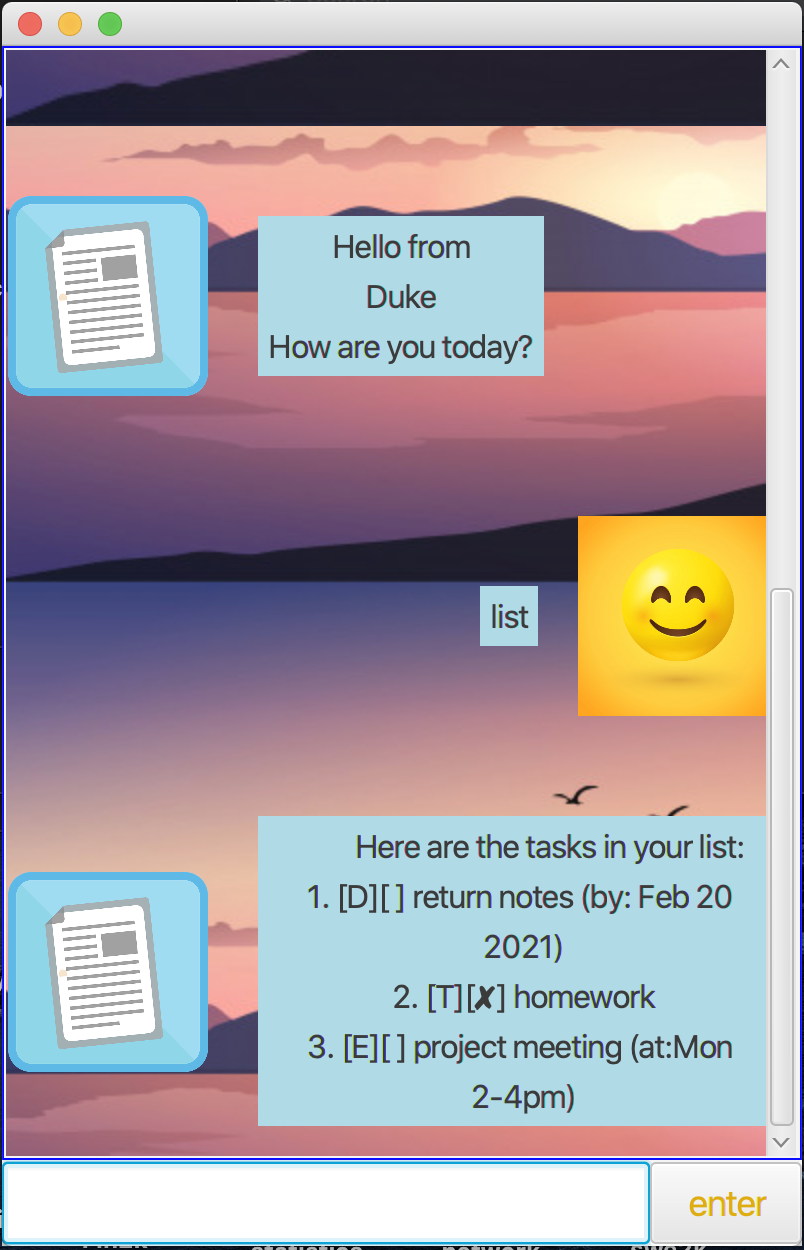 Hello from
Duke
How are you today?
list
Here are the tasks in your list:
1. [D][ ] return notes (by: Feb 20
2021)
2. [T][✘] homework
3. [E][ ] project meeting (at:Mon
2-4pm)
enter